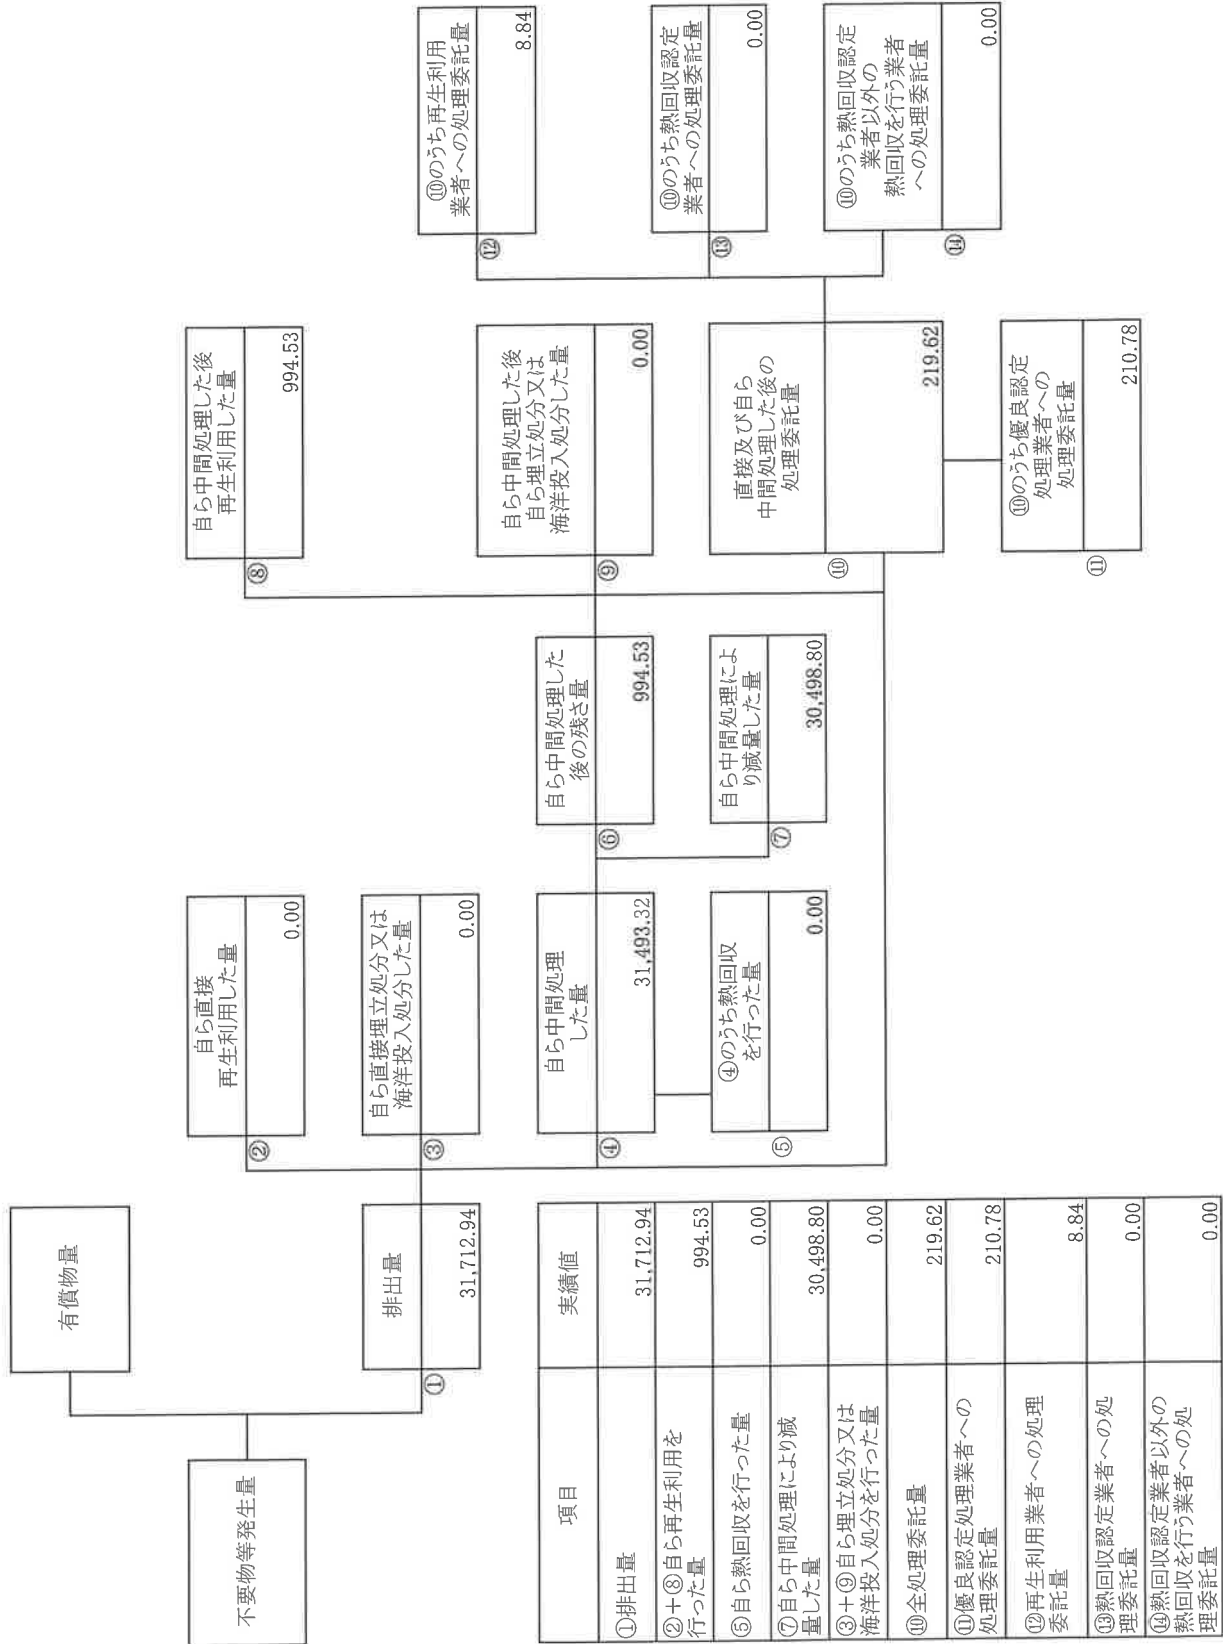 不要物等発生量
有償物量
①
排出量
31,712.94
②
自ら直接
再生利用した量
0.00
③
自ら直接埋立処分又は
海洋投入処分した量
0.00
④
自ら中間処理
した量
31,493.32
⑤
④のうち熱回収
を行った量
0.00
⑥
自ら中間処理した
後の残さ量
994.53
⑦
自ら中間処理によ
り減量した量
30,498.80
⑧
自ら中間処理した後
再生利用した量
994.53
⑨
自ら中間処理した後
自ら埋立処分又は
海洋投入処分した量
0.00
⑩
直接及び自ら
中間処理した後の
処理委託量
219.62
⑪
⑩のうち優良認定
処理業者への
処理委託量
210.78
⑫
⑩のうち再生利用
業者への処理委託量
8.84
⑬
⑩のうち熱回収認定
業者への処理委託量
0.00
⑭
⑩のうち熱回収認定
業者以外の
熱回収を行う業者
への処理委託量
0.00
項目 実績値
①排出量 31,712.94
②+⑧自ら再生利用を
行った量 994.53
⑤自ら熱回収を行った量 0.00
⑦自ら中間処理により減
量した量 30,498.80
③+⑨自ら埋立処分又は
海洋投入処分を行った量 0.00
⑩全処理委託量 219.62
⑪優良認定処理業者への
処理委託量 210.78
⑫再生利用業者への処理
委託量 8.84
⑬熱回収認定業者への処
理委託量 0.00
⑭熱回収認定業者以外の
熱回収を行う業者への処
理委託量 0.00